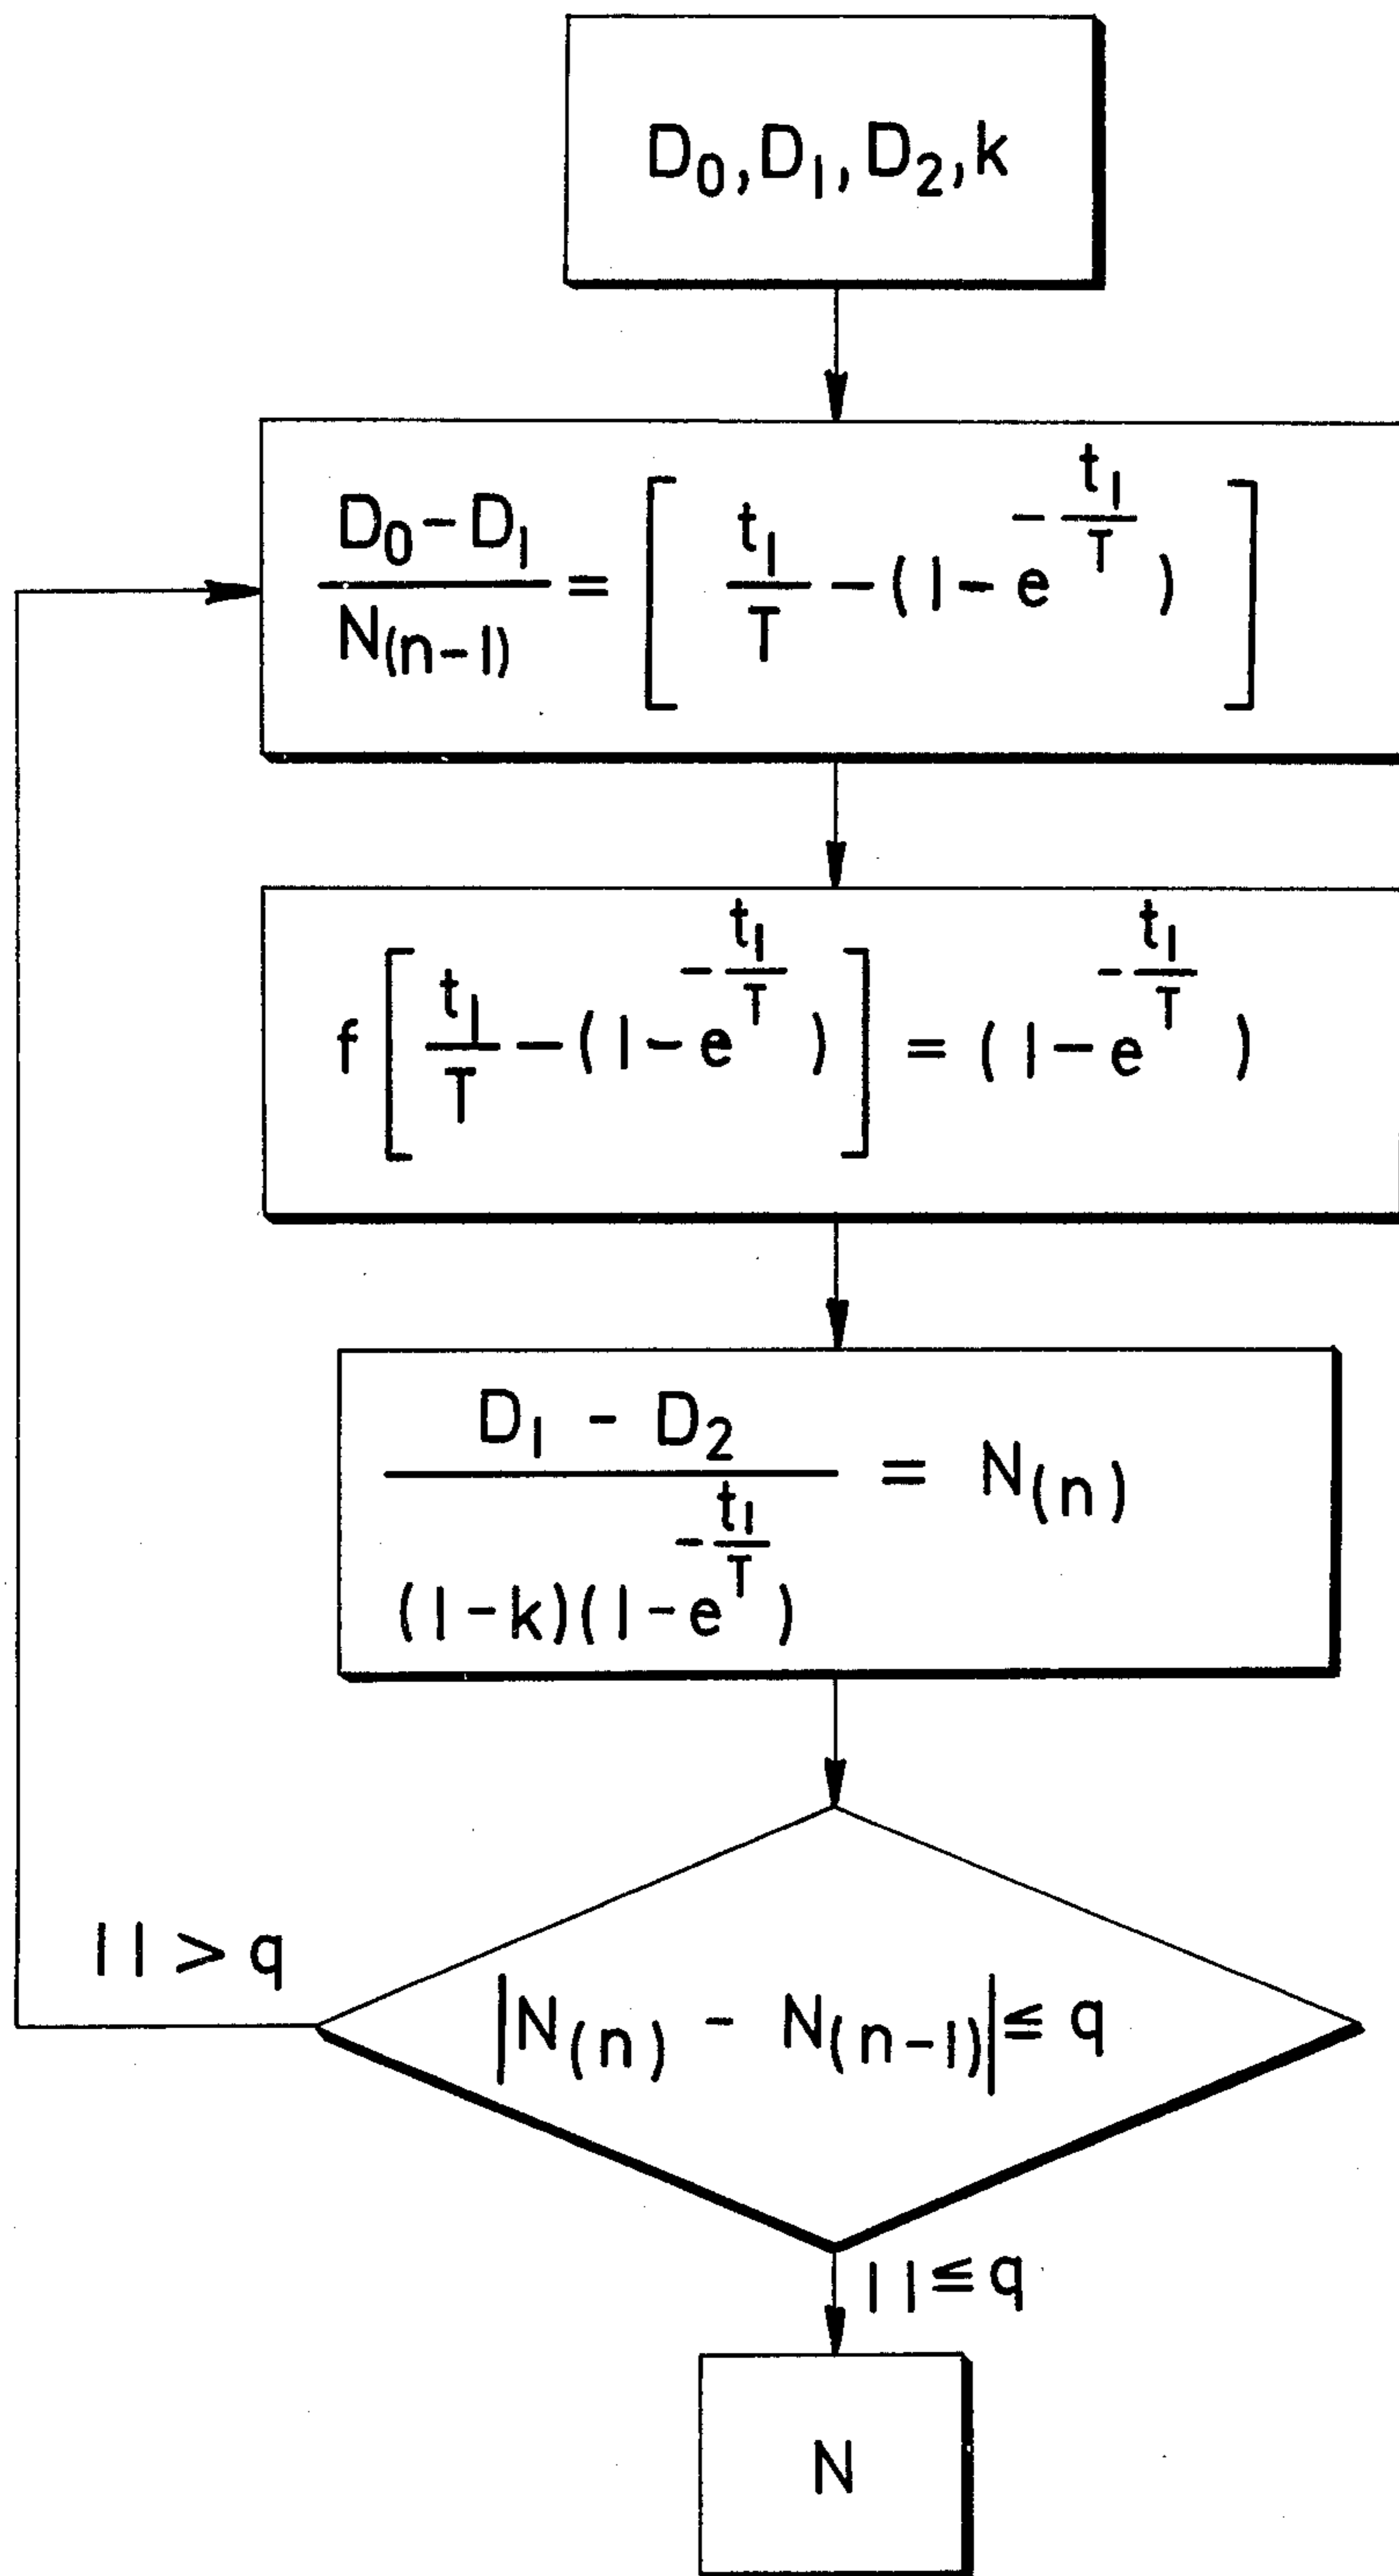 D₀, D₁, D₂, k
(D₀ – D₁) / N₍ₙ₋₁₎ = [ t₁/T – (1 – e^(–t₁/T)) ]
f [ t₁/T – (1 – e^(–t₁/T)) ] = (1 – e^(–t₁/T))
(D₁ - D₂) / ((1-k)(1-e^(–t₁/T))) = N₍ₙ₎
| | > q
|N₍ₙ₎ - N₍ₙ₋₁₎| ≦ q
| | ≦ q
N